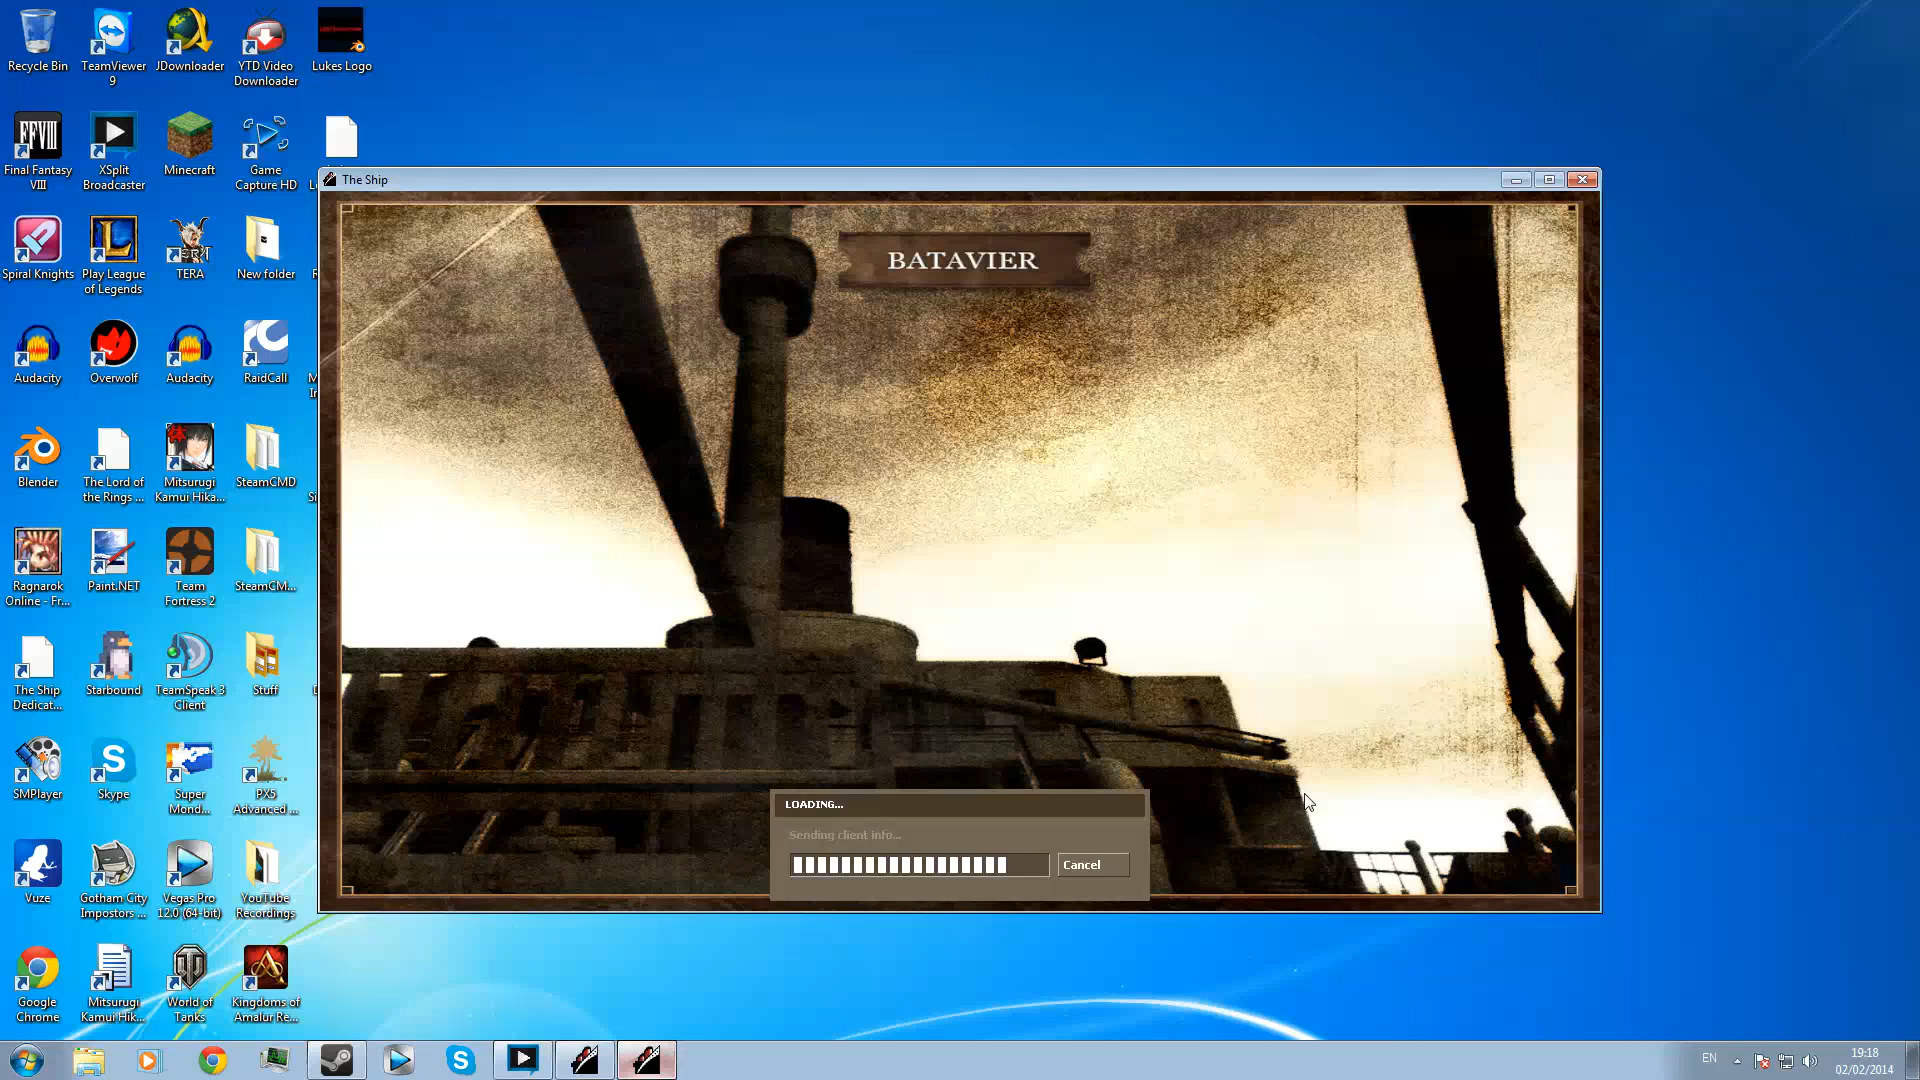 Recycle Bin
TeamViewer
9
JDownloader
YTD Video
Downloader
Lukes Logo
FFVIII
Final Fantasy
VIII
XSplit
Broadcaster
Minecraft
Game
Capture HD
The Ship
BATAVIER
Spiral Knights
Play League
of Legends
TERA
New folder
Audacity
Overwolf
Audacity
RaidCall
Blender
The Lord of
the Rings ...
Mitsurugi
Kamui Hika...
SteamCMD
Ragnarok
Online - Fr...
Paint.NET
Team
Fortress 2
SteamCM...
The Ship
Dedicat...
Starbound
TeamSpeak 3
Client
Stuff
SMPlayer
Skype
Super
Mond...
PX5
Advanced ...
LOADING...
Sending client info...
Cancel
Vuze
Gotham City
Impostors ...
Vegas Pro
12.0 (64-bit)
YouTube
Recordings
Google
Chrome
Mitsurugi
Kamui Hik...
World of
Tanks
Kingdoms of
Amalur Re...
EN
19:18
02/02/2014